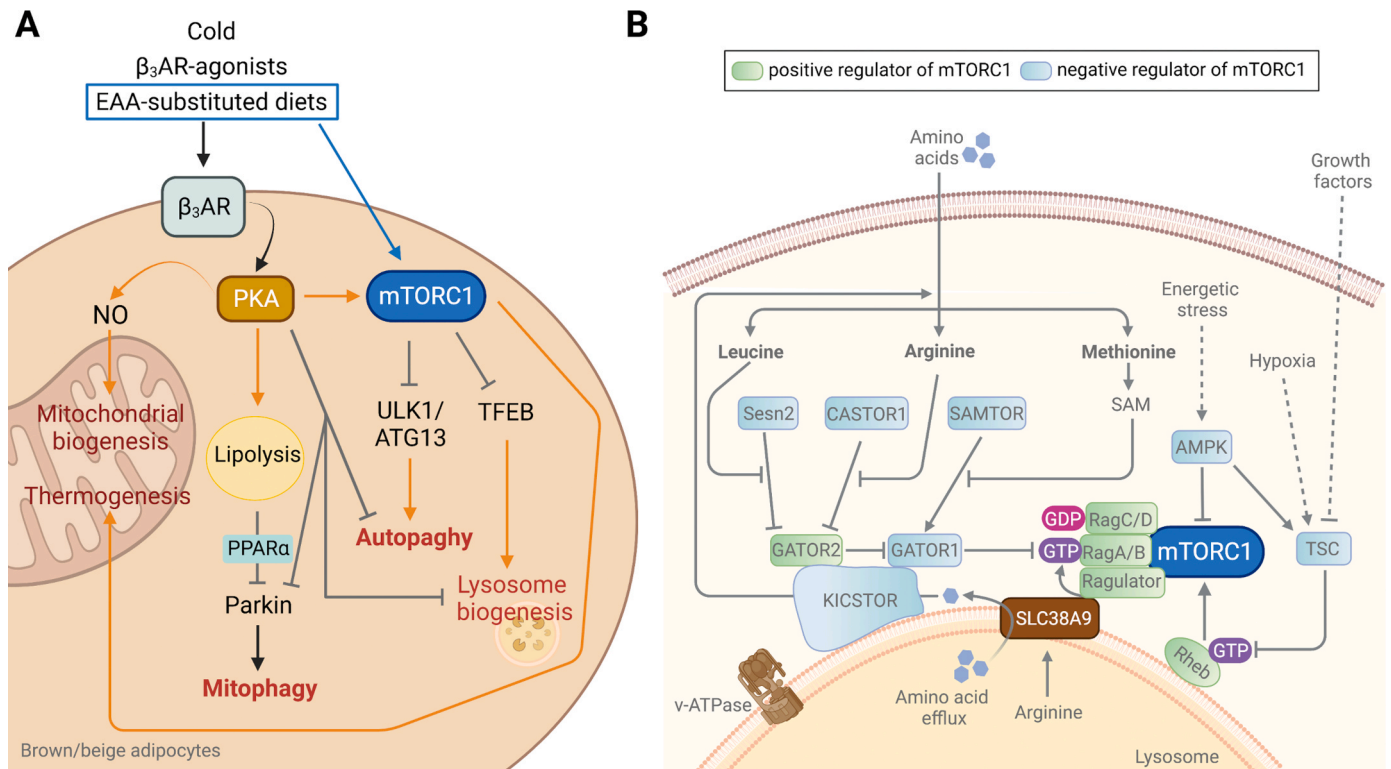 A
Cold
β₃AR-agonists
EAA-substituted diets
β₃AR
PKA
mTORC1
NO
Mitochondrial
biogenesis
Thermogenesis
Lipolysis
ULK1/
ATG13
TFEB
Autopaghy
PPARα
Parkin
Lysosome
biogenesis
Mitophagy
Brown/beige adipocytes
B
positive regulator of mTORC1
negative regulator of mTORC1
Amino
acids
Growth
factors
Energetic
stress
Hypoxia
Leucine
Arginine
Methionine
SAM
Sesn2
CASTOR1
SAMTOR
AMPK
GATOR2
GATOR1
GDP
RagC/D
GTP
RagA/B
Ragulator
mTORC1
TSC
KICSTOR
SLC38A9
Rheb
GTP
v-ATPase
Amino acid
efflux
Arginine
Lysosome